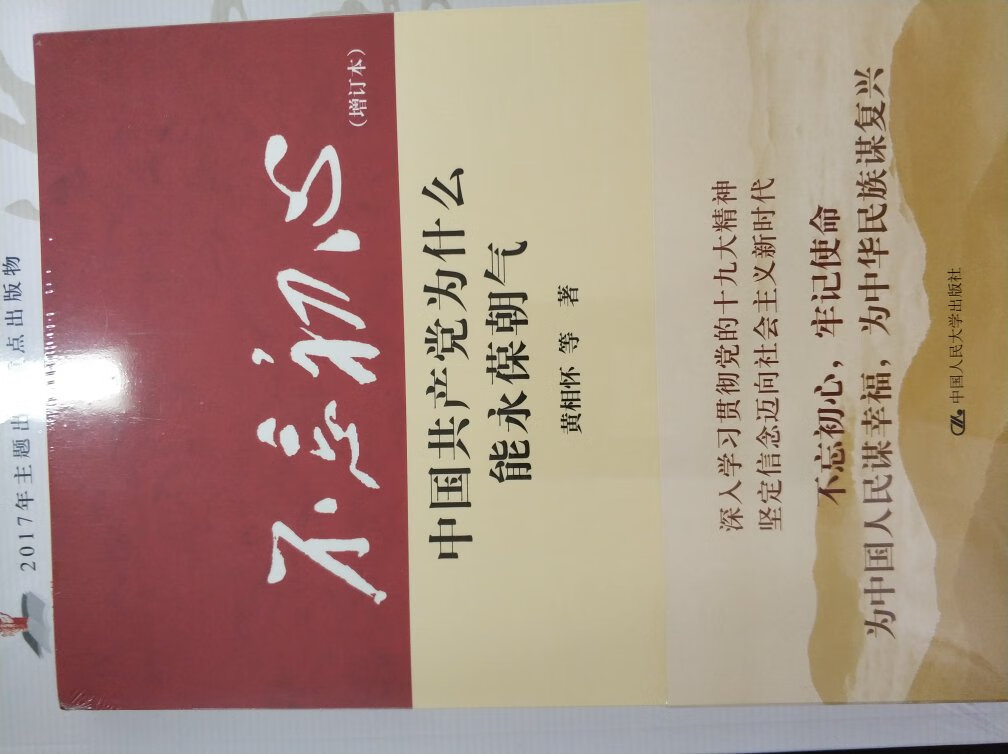 2017年主题出
点出版物
不忘初心
(增订本)
中国共产党为什么
能永葆朝气
黄相怀 等 著
深入学习贯彻党的十九大精神
坚定信念迈向社会主义新时代
不忘初心，牢记使命
为中国人民谋幸福，为中华民族谋复兴
中国人民大学出版社